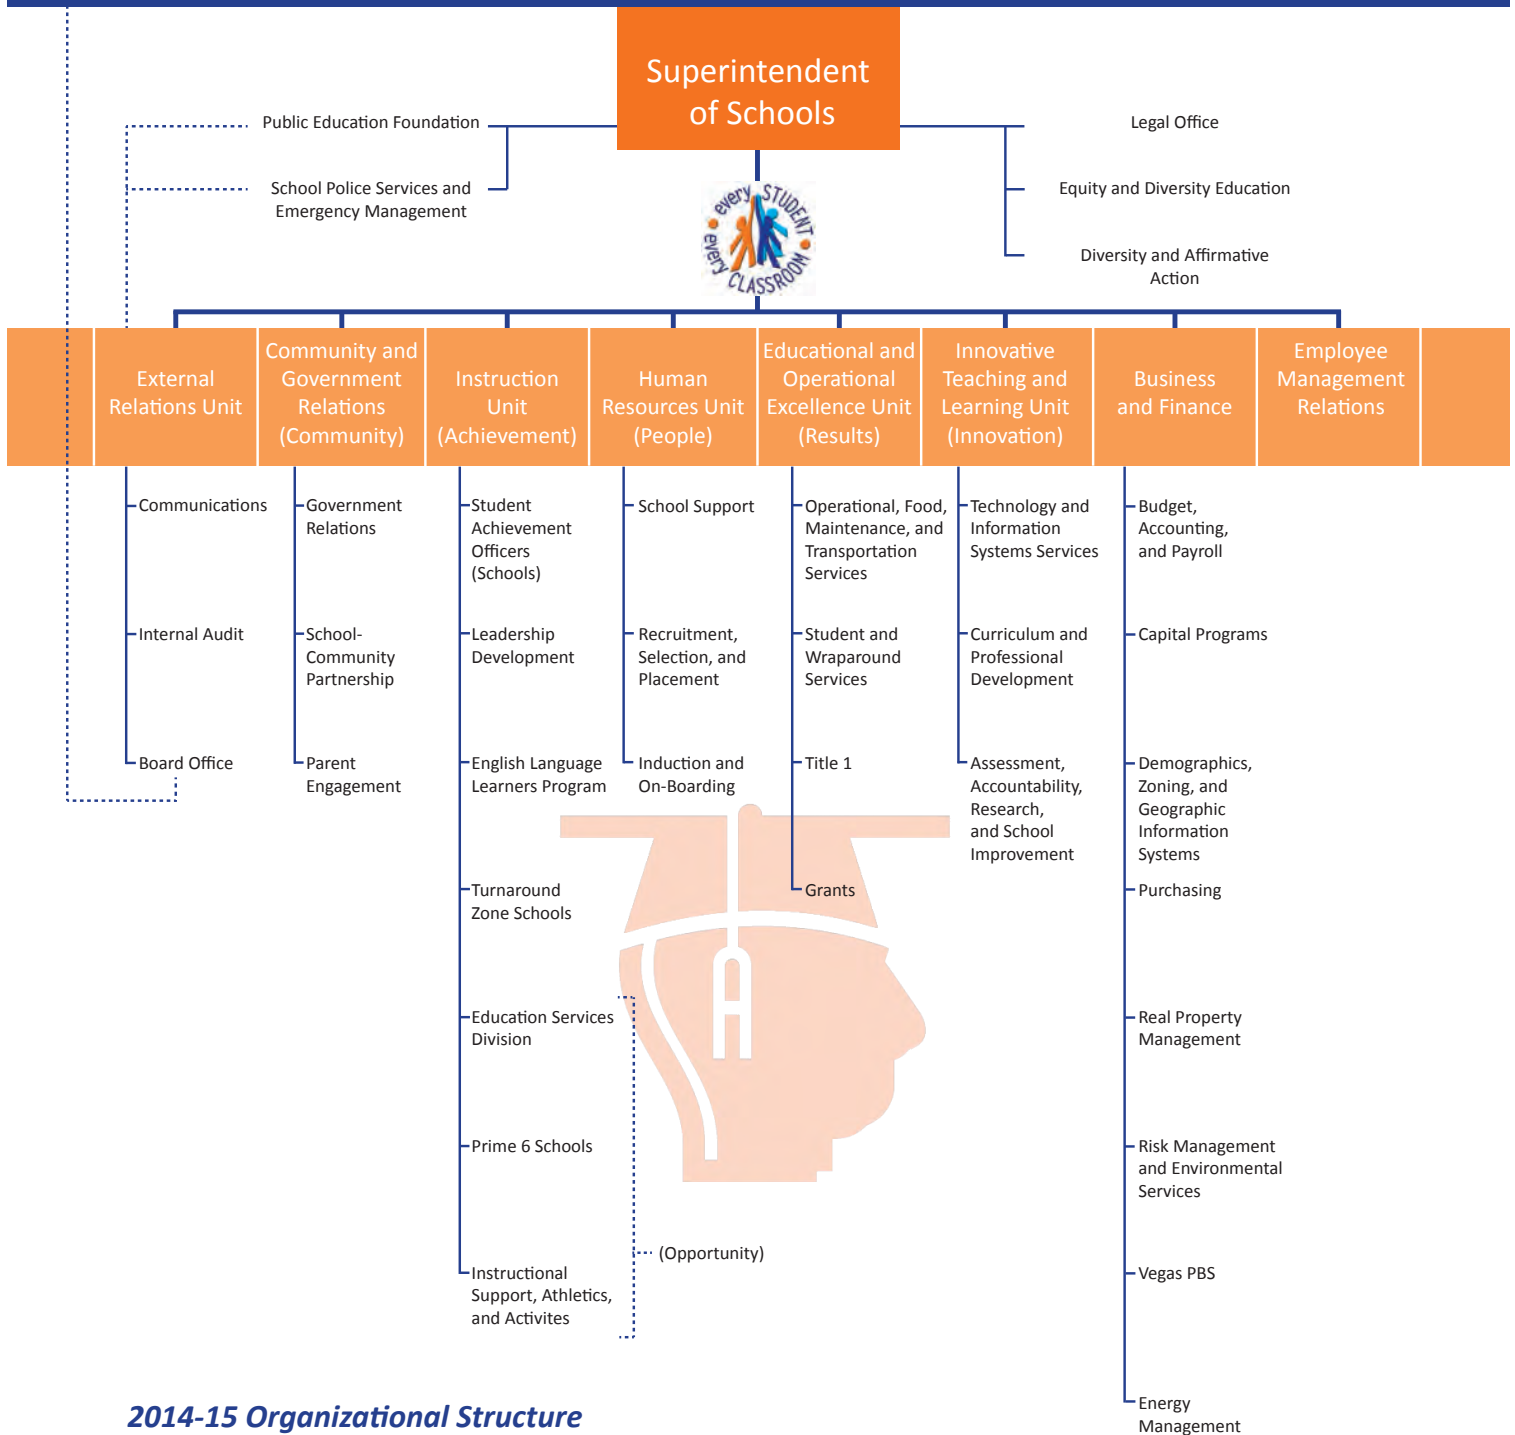 Superintendent
of Schools
Public Education Foundation
School Police Services and
Emergency Management
Legal Office
Equity and Diversity Education
Diversity and Affirmative
Action
every STUDENT
every CLASSROOM
External
Relations Unit
Community and
Government
Relations
(Community)
Instruction
Unit
(Achievement)
Human
Resources Unit
(People)
Educational and
Operational
Excellence Unit
(Results)
Innovative
Teaching and
Learning Unit
(Innovation)
Business
and Finance
Employee
Management
Relations
Communications
Internal Audit
Board Office
Government
Relations
School-
Community
Partnership
Parent
Engagement
Student
Achievement
Officers
(Schools)
Leadership
Development
English Language
Learners Program
Turnaround
Zone Schools
Education Services
Division
Prime 6 Schools
Instructional
Support, Athletics,
and Activites
(Opportunity)
School Support
Recruitment,
Selection, and
Placement
Induction and
On-Boarding
Operational, Food,
Maintenance, and
Transportation
Services
Student and
Wraparound
Services
Title 1
Grants
Technology and
Information
Systems Services
Curriculum and
Professional
Development
Assessment,
Accountability,
Research,
and School
Improvement
Budget,
Accounting,
and Payroll
Capital Programs
Demographics,
Zoning, and
Geographic
Information
Systems
Purchasing
Real Property
Management
Risk Management
and Environmental
Services
Vegas PBS
Energy
Management
A
2014-15 Organizational Structure